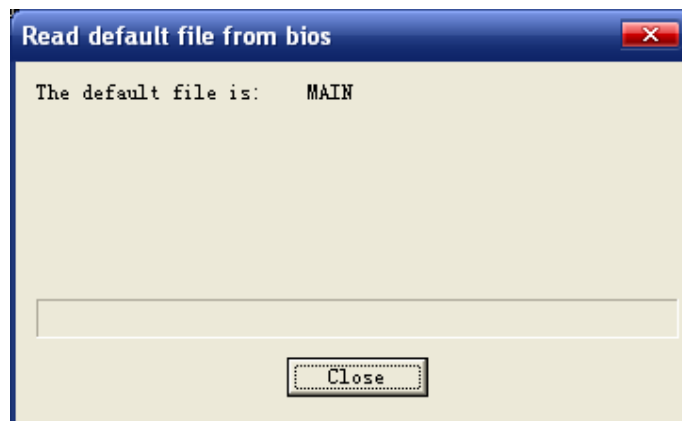 Read default file from bios
The default file is: MAIN
Close